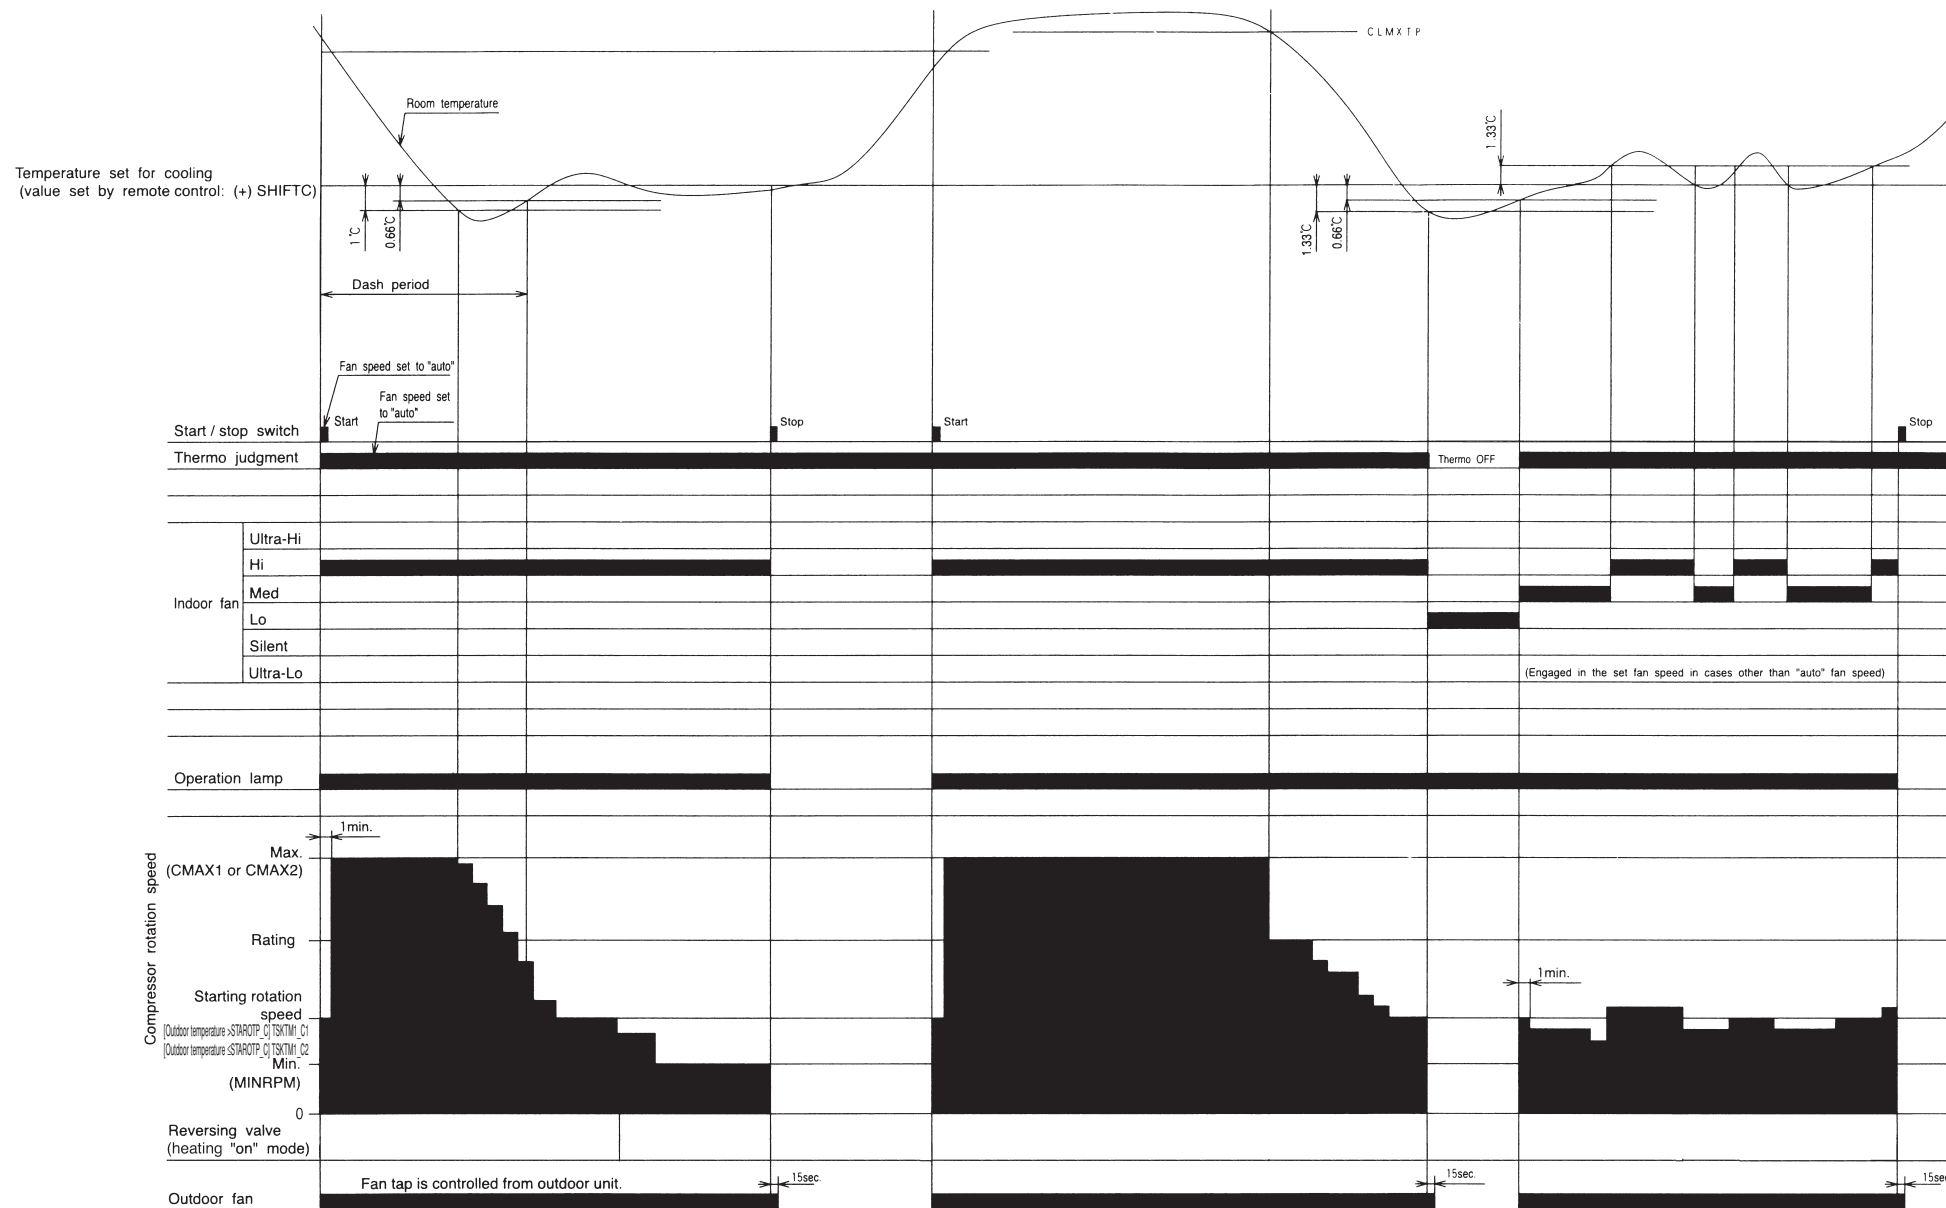 CLMXTP
Room temperature
1.33℃
Temperature set for cooling
(value set by remote control: (+) SHIFTC)
1℃
0.66℃
1.33℃
0.66℃
Dash period
Fan speed set to "auto"
Fan speed set
to "auto"
Start
Stop
Start
Stop
Start / stop switch
Thermo judgment
Thermo OFF
Indoor fan
Ultra-Hi
Hi
Med
Lo
Silent
Ultra-Lo
(Engaged in the set fan speed in cases other than "auto" fan speed)
Operation lamp
Compressor rotation speed
1min.
Max.
(CMAX1 or CMAX2)
Rating
1min.
Starting rotation
speed
[Outdoor temperature >STAROTP_C] TSKTM1_C1
[Outdoor temperature ≤STAROTP_C] TSKTM1_C2
Min.
(MINRPM)
0
Reversing valve
(heating "on" mode)
Fan tap is controlled from outdoor unit.
15sec.
15sec.
15sec
Outdoor fan